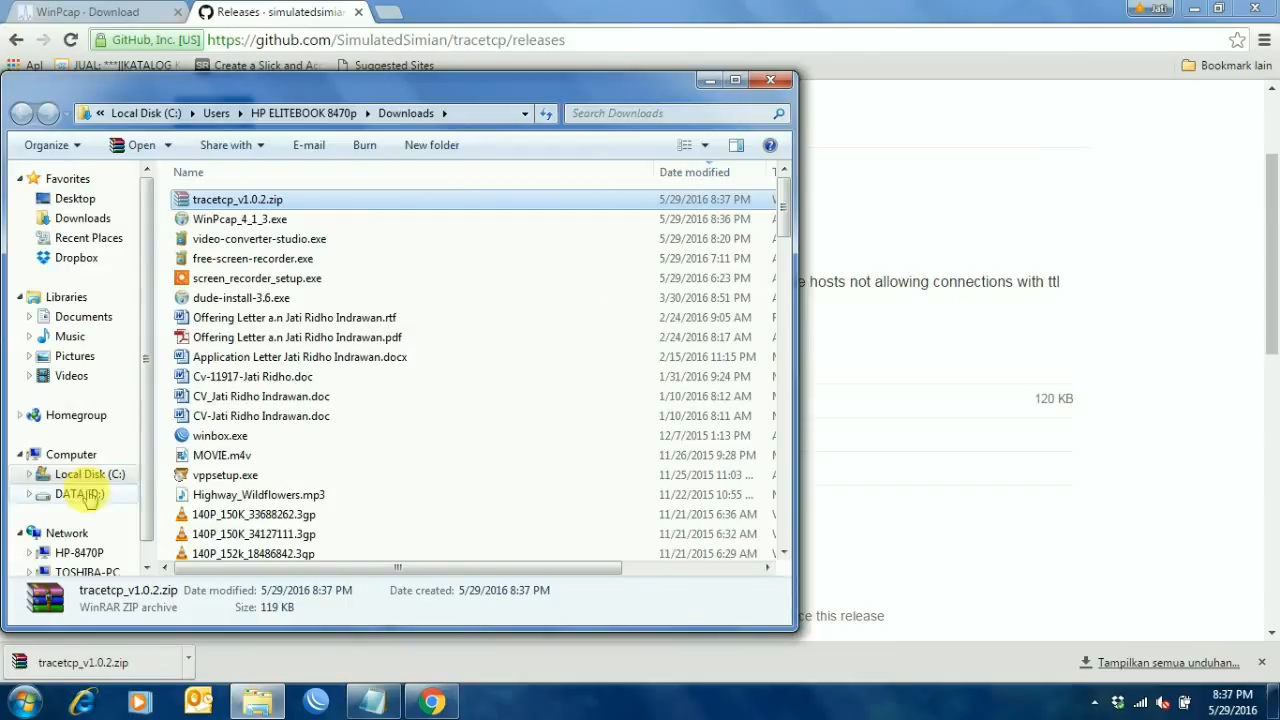 WinPcap - Download
Releases · simulatedsimia
Jati
GitHub, Inc. [US]
https://github.com/SimulatedSimian/tracetcp/releases
Apl
JUAL: ***||KATALOG
Create a Slick and Ac
Suggested Sites
Bookmark lain
« Local Disk (C:) Users HP ELITEBOOK 8470p Downloads
Search Downloads
Organize
Open
Share with
E-mail
Burn
New folder
Name
Date modified
Favorites
Desktop
Downloads
Recent Places
Dropbox
Libraries
Documents
Music
Pictures
Videos
Homegroup
Computer
Local Disk (C:)
Network
HP-8470P
TOSHIBA-PC
tracetcp_v1.0.2.zip 5/29/2016 8:37 PM
WinPcap_4_1_3.exe 5/29/2016 8:36 PM
video-converter-studio.exe 5/29/2016 8:20 PM
free-screen-recorder.exe 5/29/2016 7:11 PM
screen_recorder_setup.exe 5/29/2016 6:23 PM
dude-install-3.6.exe 3/30/2016 8:51 PM
Offering Letter a.n Jati Ridho Indrawan.rtf 2/24/2016 9:05 AM
Offering Letter a.n Jati Ridho Indrawan.pdf 2/24/2016 8:17 AM
Application Letter Jati Ridho Indrawan.docx 2/15/2016 11:15 PM
Cv-11917-Jati Ridho.doc 1/31/2016 9:24 PM
CV_Jati Ridho Indrawan.doc 1/10/2016 8:12 AM
CV-Jati Ridho Indrawan.doc 1/10/2016 8:11 AM
winbox.exe 12/7/2015 1:13 PM
MOVIE.m4v 11/26/2015 9:28 PM
vppsetup.exe 11/25/2015 11:03 ...
Highway_Wildflowers.mp3 11/22/2015 10:55 ...
140P_150K_33688262.3gp 11/21/2015 6:36 AM
140P_150K_34127111.3gp 11/21/2015 6:32 AM
140P_152k_18486842.3gp 11/21/2015 6:29 AM
tracetcp_v1.0.2.zip Date modified: 5/29/2016 8:37 PM Date created: 5/29/2016 8:37 PM
WinRAR ZIP archive Size: 119 KB
hosts not allowing connections with ttl
120 KB
this release
tracetcp_v1.0.2.zip
Tampilkan semua unduhan...
8:37 PM
5/29/2016